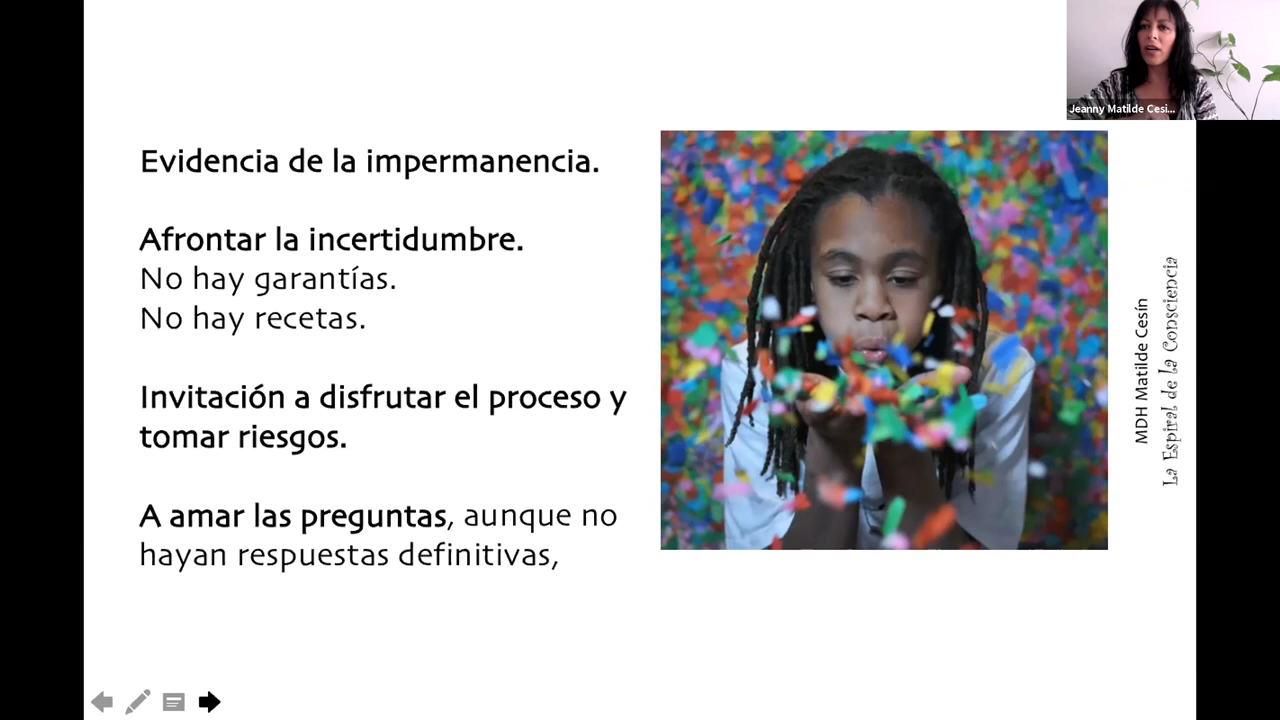 Jeanny Matilde Cesi...
Evidencia de la impermanencia.
Afrontar la incertidumbre.
No hay garantías.
No hay recetas.
Invitación a disfrutar el proceso y
tomar riesgos.
A amar las preguntas, aunque no
hayan respuestas definitivas,
MDH Matilde Cesín
La Espiral de la Consciencia